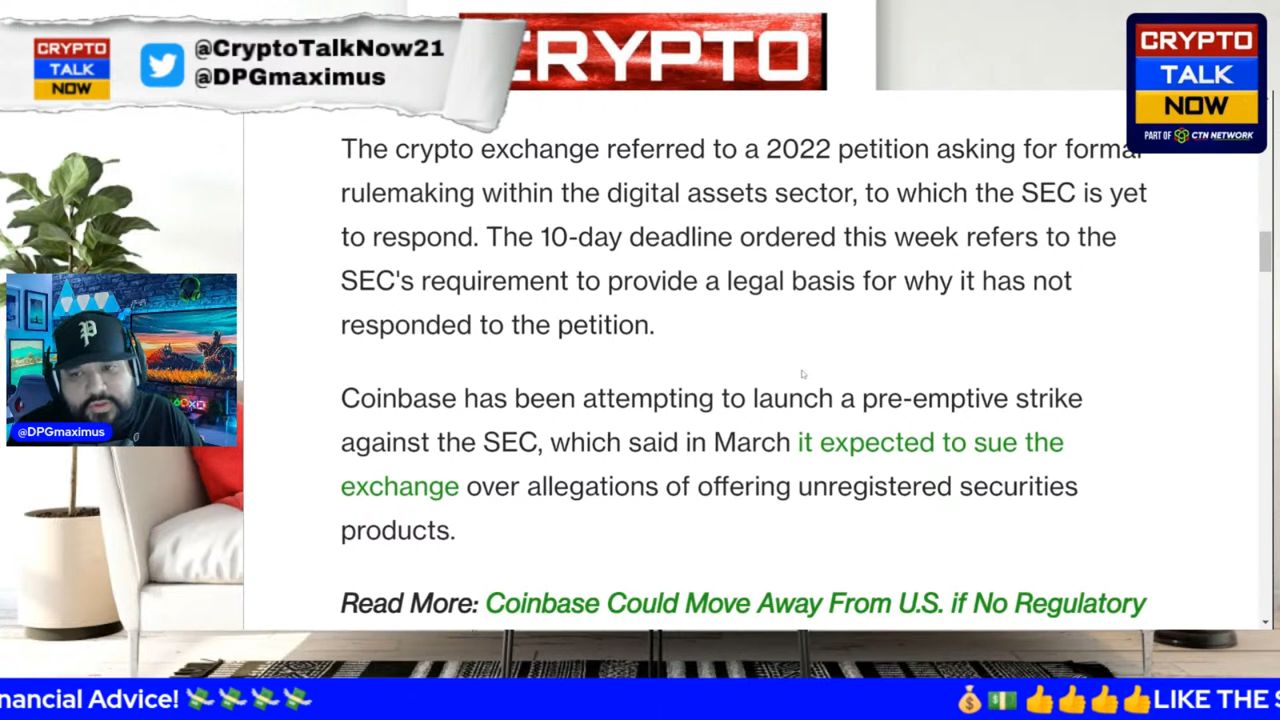 CRYPTO
TALK
NOW
@CryptoTalkNow21
@DPGmaximus
CRYPTO
CRYPTO
TALK
NOW
PART OF CTN NETWORK
The crypto exchange referred to a 2022 petition asking for formal
rulemaking within the digital assets sector, to which the SEC is yet
to respond. The 10-day deadline ordered this week refers to the
SEC's requirement to provide a legal basis for why it has not
responded to the petition.
Coinbase has been attempting to launch a pre-emptive strike
against the SEC, which said in March it expected to sue the
exchange over allegations of offering unregistered securities
products.
Read More: Coinbase Could Move Away From U.S. if No Regulatory
P
@DPGmaximus
nancial Advice! 💸💸💸💸 💰💵👍👍👍👍LIKE THE S